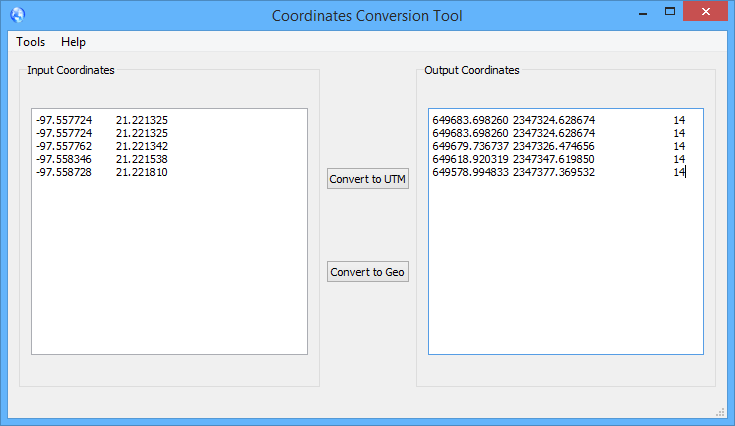 Coordinates Conversion Tool
Tools Help
Input Coordinates
-97.557724 21.221325
-97.557724 21.221325
-97.557762 21.221342
-97.558346 21.221538
-97.558728 21.221810
Convert to UTM
Convert to Geo
Output Coordinates
649683.698260 2347324.628674 14
649683.698260 2347324.628674 14
649679.736737 2347326.474656 14
649618.920319 2347347.619850 14
649578.994833 2347377.369532 14